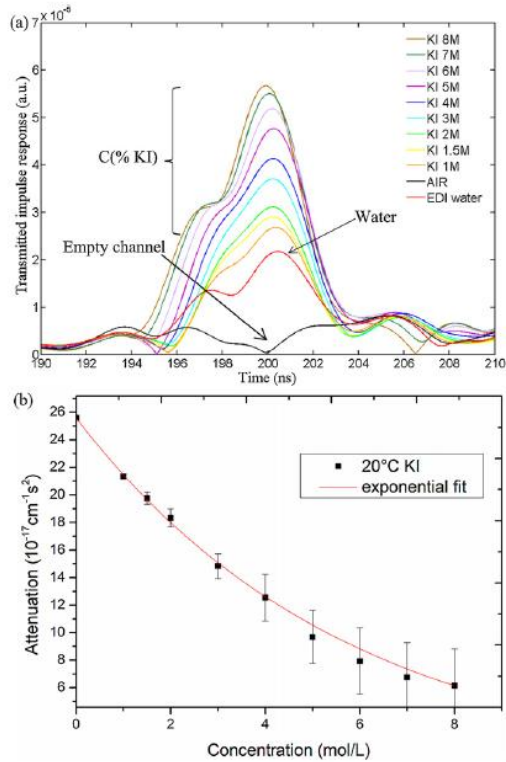 (a)
7
×10⁻⁶
6
5
4
3
2
1
0
Transmitted impulse response (a.u.)
C(% KI)
Empty channel
Water
KI 8M
KI 7M
KI 6M
KI 5M
KI 4M
KI 3M
KI 2M
KI 1.5M
KI 1M
AIR
EDI water
190 192 194 196 198 200 202 204 206 208 210
Time (ns)
(b)
26
24
22
20
18
16
14
12
10
8
6
Attenuation (10⁻¹⁷cm⁻¹s²)
20°C KI
exponential fit
0 2 4 6 8
Concentration (mol/L)